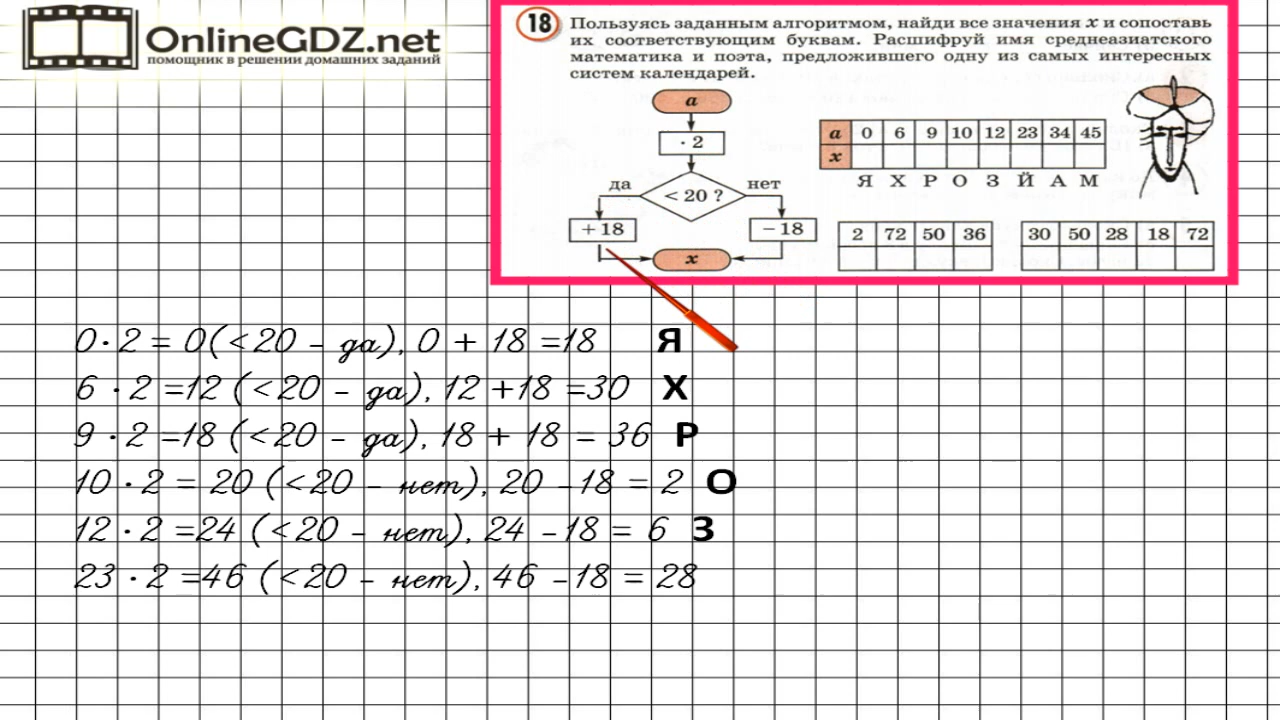 OnlineGDZ.net
помощник в решении домашних заданий
18 Пользуясь заданным алгоритмом, найди все значения x и сопоставь
их соответствующим буквам. Расшифруй имя среднеазиатского
математика и поэта, предложившего одну из самых интересных
систем календарей.
a
· 2
да < 20 ? нет
+ 18 − 18
x
a 0 6 9 10 12 23 34 45
x
Я Х Р О З Й А М
2 72 50 36
30 50 28 18 72
0 · 2 = 0(<20 – да), 0 + 18 =18 Я
6 · 2 =12 (<20 – да), 12 +18 =30 Х
9 · 2 =18 (<20 – да), 18 + 18 = 36 Р
10 · 2 = 20 (<20 – нет), 20 –18 = 2 О
12 · 2 =24 (<20 – нет), 24 –18 = 6 З
23 · 2 =46 (<20 – нет), 46 –18 = 28